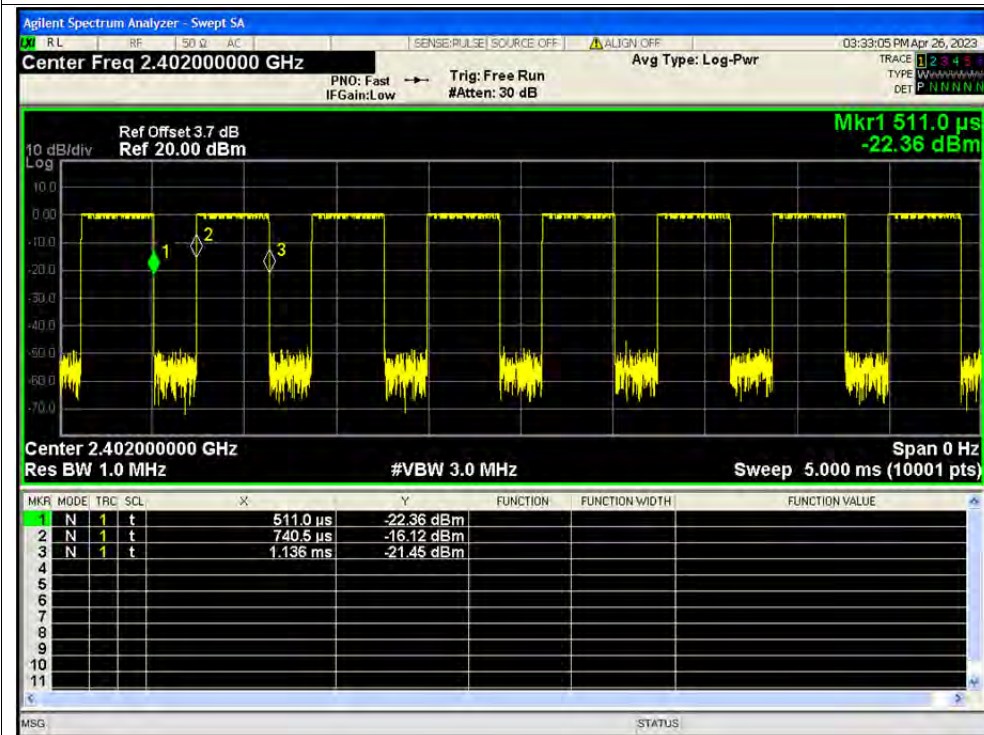 Agilent Spectrum Analyzer - Swept SA
LXI RL RF 50 Ω AC SENSE:PULSE SOURCE OFF ALIGN OFF 03:33:05 PM Apr 26, 2023
Center Freq 2.402000000 GHz Avg Type: Log-Pwr TRACE 1 2 3 4 5 6
PNO: Fast Trig: Free Run TYPE
IFGain:Low #Atten: 30 dB DET P N N N N N
Mkr1 511.0 µs
Ref Offset 3.7 dB
10 dB/div Ref 20.00 dBm -22.36 dBm
Log
10.0
0.00
-10.0
-20.0
-30.0
-40.0
-50.0
-60.0
-70.0
1
2
3
Center 2.402000000 GHz Span 0 Hz
Res BW 1.0 MHz #VBW 3.0 MHz Sweep 5.000 ms (10001 pts)
MKR MODE TRC SCL X Y FUNCTION FUNCTION WIDTH FUNCTION VALUE
1 N 1 t 511.0 µs -22.36 dBm
2 N 1 t 740.5 µs -16.12 dBm
3 N 1 t 1.136 ms -21.45 dBm
4
5
6
7
8
9
10
11
MSG STATUS